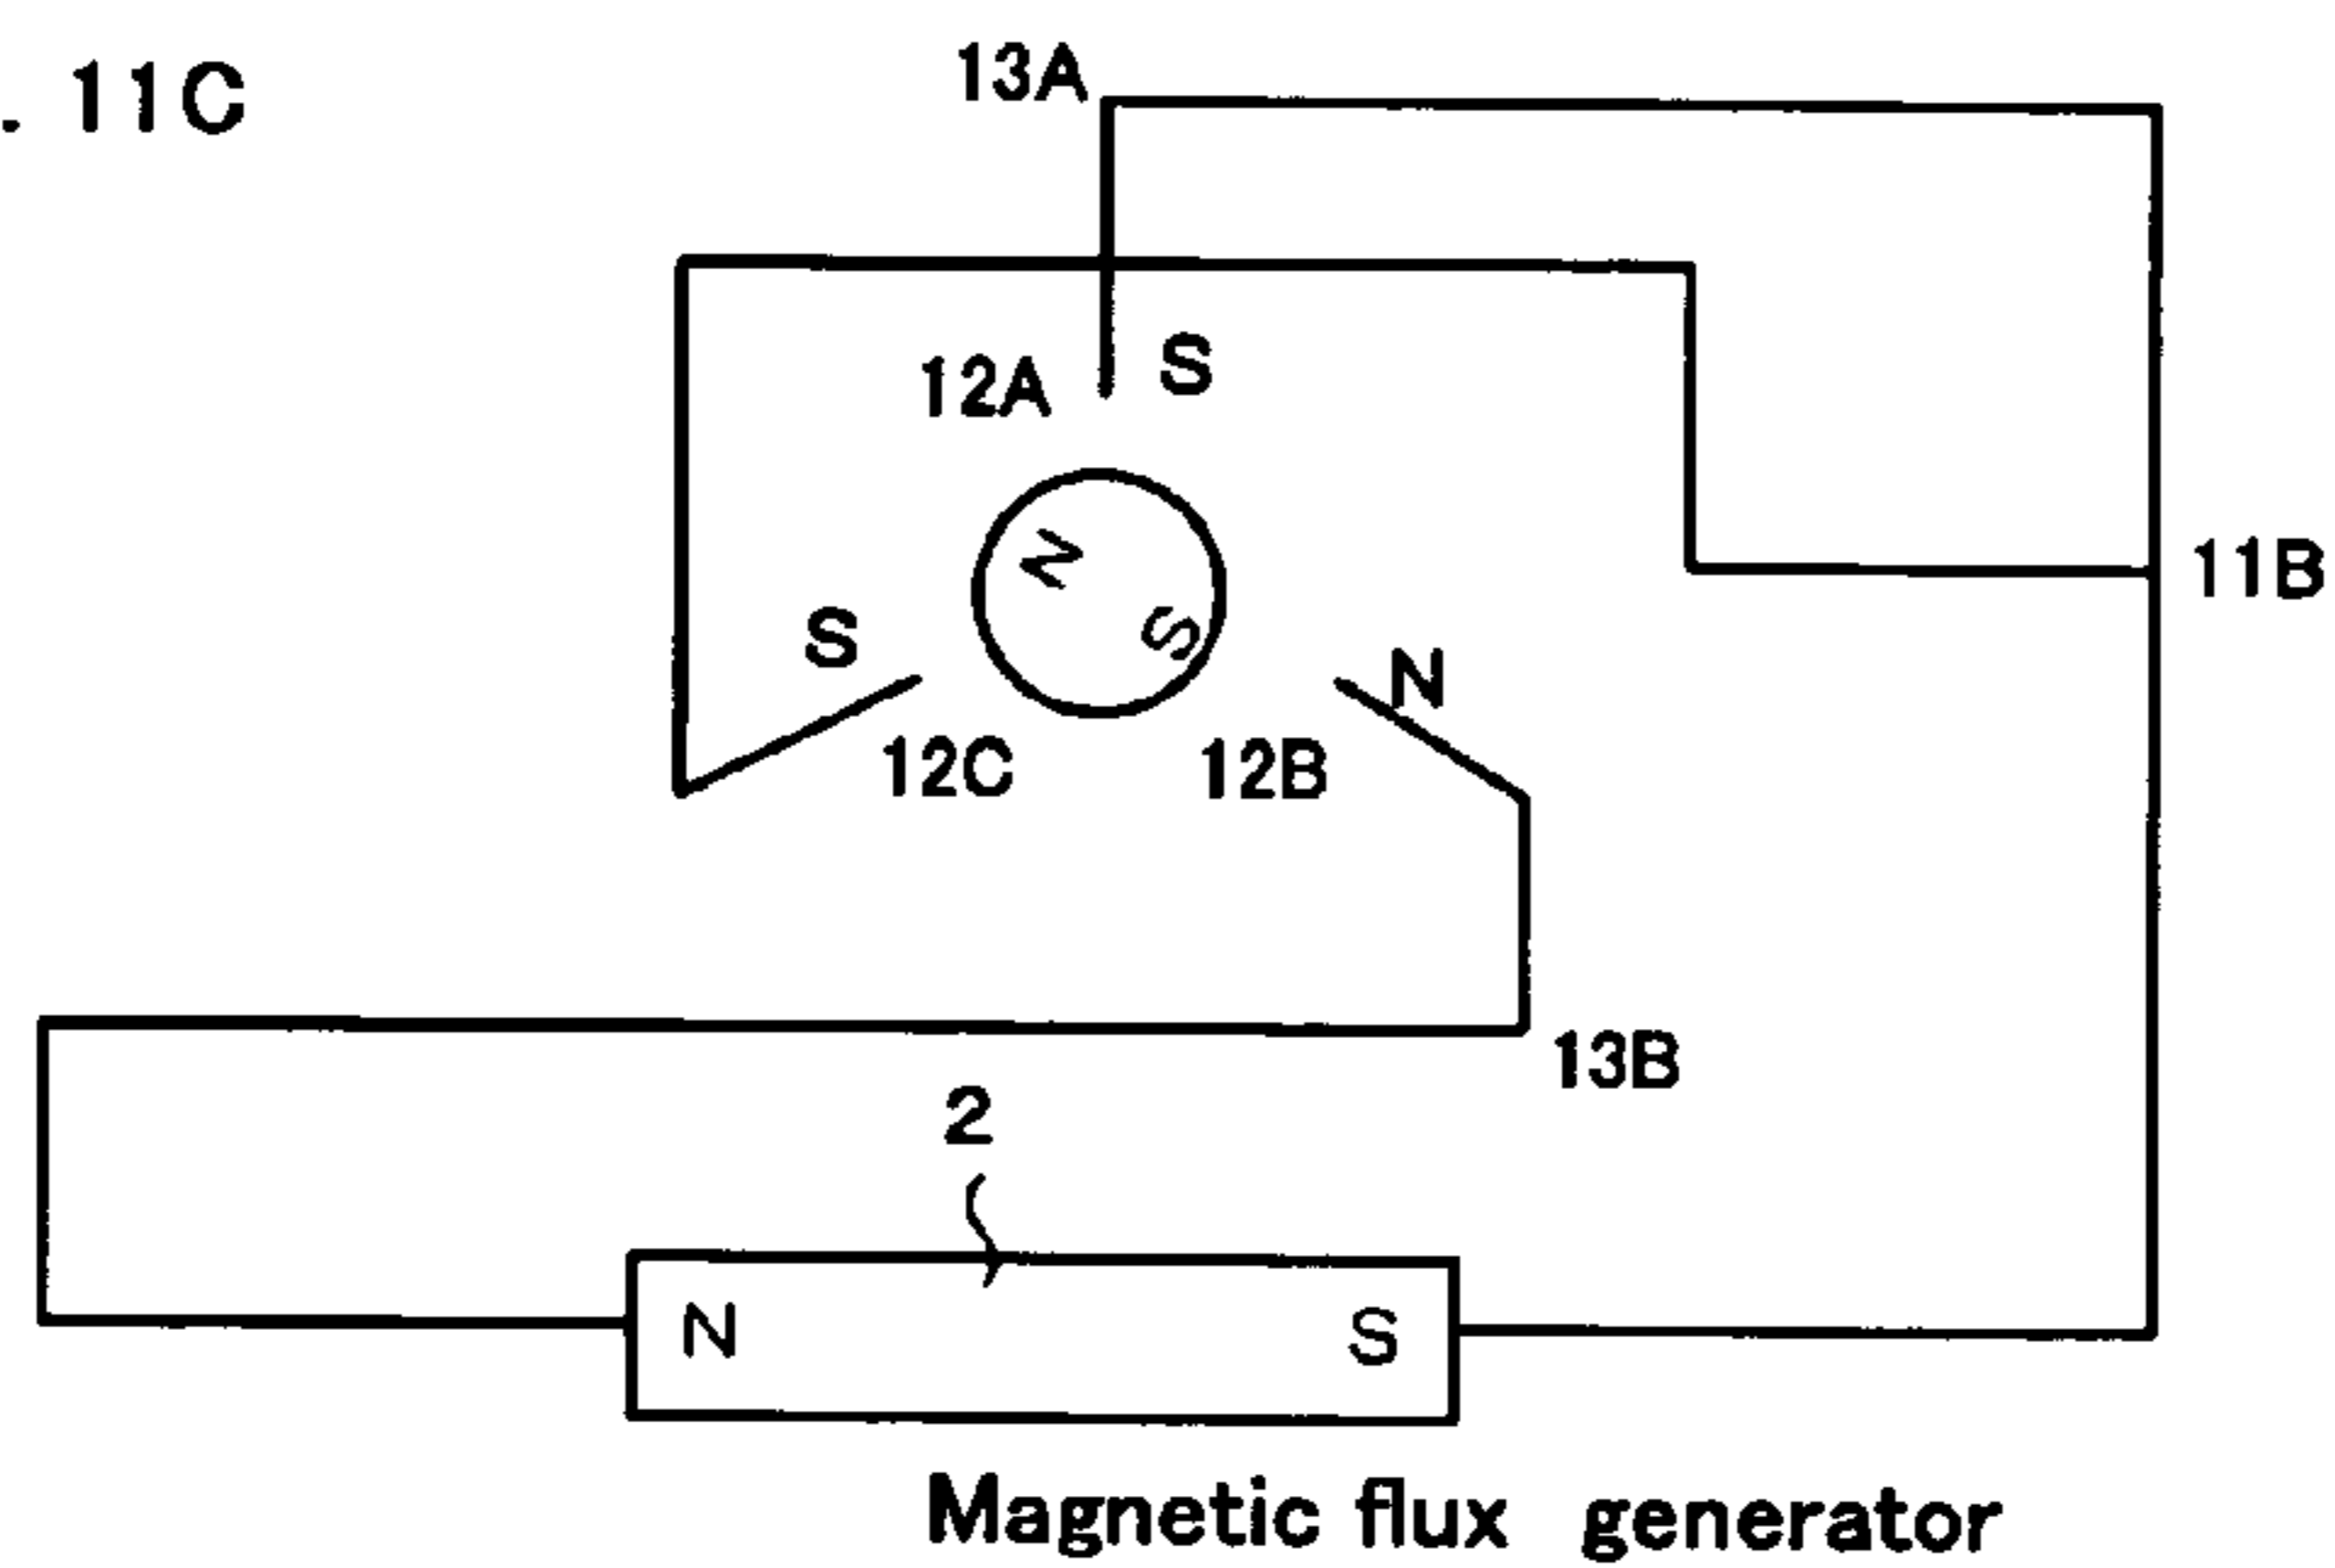 . 11C
13A
12A S
N
S
11B
S
N
12C
12B
13B
2
N
S
Magnetic flux generator